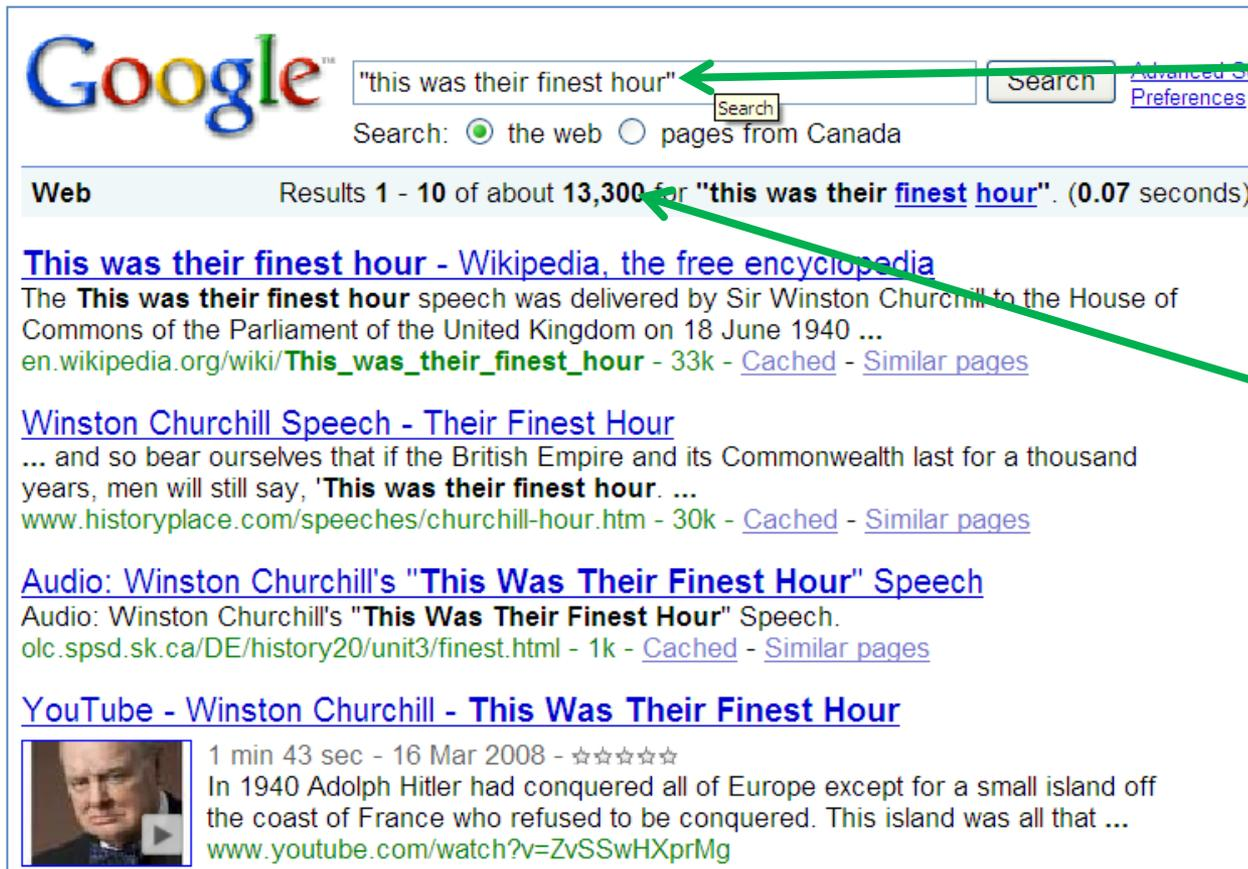 Google™
"this was their finest hour"
Search
Advanced S
Preferences
Search
Search: the web pages from Canada
Web Results 1 - 10 of about 13,300 for "this was their finest hour". (0.07 seconds)
This was their finest hour - Wikipedia, the free encyclopedia
The This was their finest hour speech was delivered by Sir Winston Churchill to the House of
Commons of the Parliament of the United Kingdom on 18 June 1940 ...
en.wikipedia.org/wiki/This_was_their_finest_hour - 33k - Cached - Similar pages
Winston Churchill Speech - Their Finest Hour
... and so bear ourselves that if the British Empire and its Commonwealth last for a thousand
years, men will still say, 'This was their finest hour. ...
www.historyplace.com/speeches/churchill-hour.htm - 30k - Cached - Similar pages
Audio: Winston Churchill's "This Was Their Finest Hour" Speech
Audio: Winston Churchill's "This Was Their Finest Hour" Speech.
olc.spsd.sk.ca/DE/history20/unit3/finest.html - 1k - Cached - Similar pages
YouTube - Winston Churchill - This Was Their Finest Hour
1 min 43 sec - 16 Mar 2008 - ☆☆☆☆☆
In 1940 Adolph Hitler had conquered all of Europe except for a small island off
the coast of France who refused to be conquered. This island was all that ...
www.youtube.com/watch?v=ZvSSwHXprMg